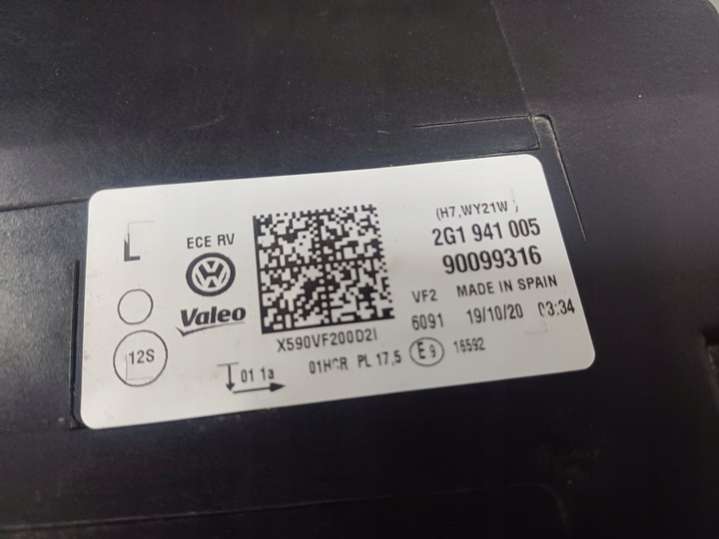 L
ECE RV
Valeo
12S
X590VF200D2I
01 1a
01HCR PL 17,5
(H7,WY21W )
2G1 941 005
90099316
VF2 MADE IN SPAIN
6091 19/10/20 03:34
E9 16592